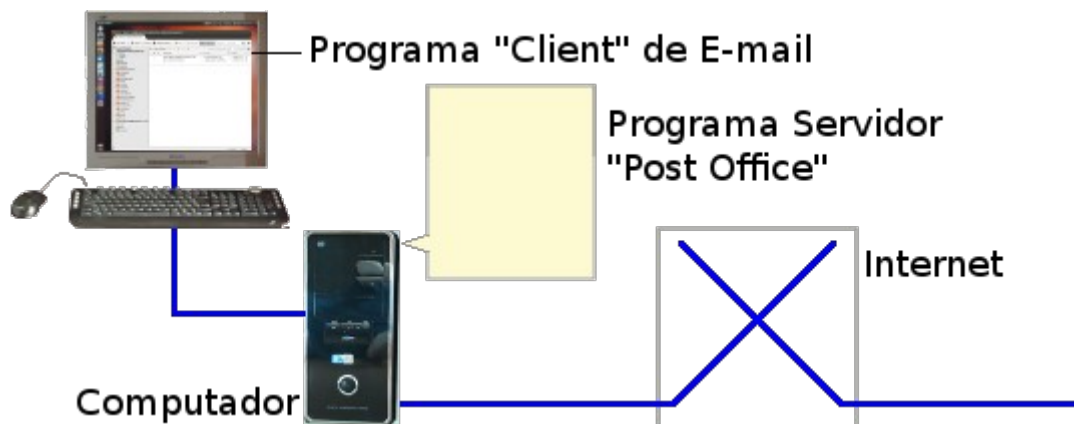 Programa "Client" de E-mail
Programa Servidor
"Post Office"
Internet
Computador